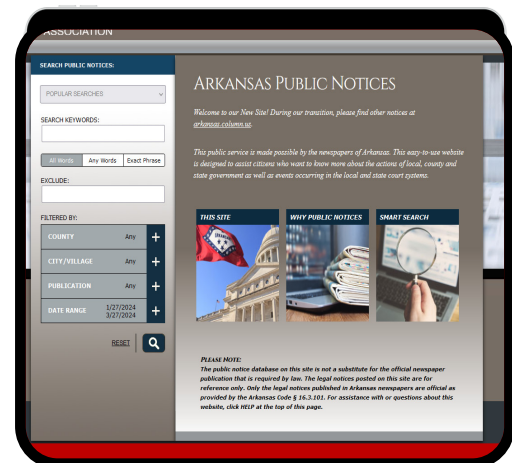 ASSOCIATION
SEARCH PUBLIC NOTICES:
POPULAR SEARCHES
SEARCH KEYWORDS:
All Words Any Words Exact Phrase
EXCLUDE:
FILTERED BY:
COUNTY Any +
CITY/VILLAGE Any +
PUBLICATION Any +
DATE RANGE 1/27/2024 +
3/27/2024
RESET
ARKANSAS PUBLIC NOTICES
Welcome to our New Site! During our transition, please find other notices at
arkansas.column.us.
This public service is made possible by the newspapers of Arkansas. This easy-to-use website
is designed to assist citizens who want to know more about the actions of local, county and
state government as well as events occurring in the local and state court systems.
THIS SITE
WHY PUBLIC NOTICES
SMART SEARCH
PLEASE NOTE:
The public notice database on this site is not a substitute for the official newspaper
publication that is required by law. The legal notices posted on this site are for
reference only. Only the legal notices published in Arkansas newspapers are official as
provided by the Arkansas Code § 16.3.101. For assistance with or questions about this
website, click HELP at the top of this page.